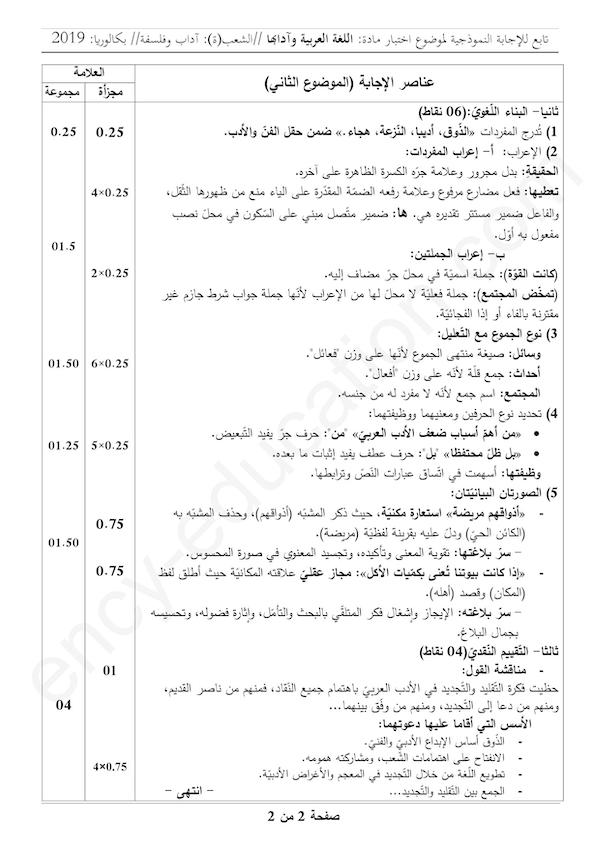 تابع للإجابة النموذجية لموضوع اختبار مادة: اللغة العربية وآدابها //الشعب(ة): آداب وفلسفة// بكالوريا: 2019
العلامة
عناصر الإجابة (الموضوع الثاني)
مجزأة
مجموعة
ثانيا- البناء اللّغويّ:(06 نقاط)
1) تُدرج المفردات «الذّوق، أديبا، النّزعة، هجاء.» ضمن حقل الفنّ والأدب.
0.25
0.25
2) الإعراب: أ- إعراب المفردات:
الحقيقةِ: بدل مجرور وعلامة جرّه الكسرة الظاهرة على آخره.
تعطيها: فعل مضارع مرفوع وعلامة رفعه الضمّة المقدّرة على الياء منع من ظهورها الثّقل،
4×0.25
والفاعل ضمير مستتر تقديره هي. ها: ضمير متّصل مبني على السّكون في محلّ نصب
مفعول به أوّل.
01.5
ب- إعراب الجملتين:
(كانت القوّة): جملة اسميّة في محلّ جرّ مضاف إليه.
2×0.25
(تمخّض المجتمع): جملة فعليّة لا محلّ لها من الإعراب لأنّها جملة جواب شرط جازم غير
مقترنة بالفاء أو إذا الفجائيّة.
3) نوع الجموع مع التّعليل:
وسائل: صيغة منتهى الجموع لأنّها على وزن "فعائل".
6×0.25
01.50
أحداث: جمع قلّة لأنّه على وزن "أفعال".
المجتمع: اسم جمع لأنّه لا مفرد له من جنسه.
4) تحديد نوع الحرفين ومعنييهما ووظيفتهما:
• «من أهمّ أسباب ضعف الأدب العربيّ» "من": حرف جرّ يفيد التّبعيض.
5×0.25
01.25
• «بل ظلّ محتفظا» "بل": حرف عطف يفيد إثبات ما بعده.
وظيفتها: أسهمت في اتّساق عبارات النّصّ وترابطها.
5) الصورتان البيانيّتان:
- «أذواقهم مريضة» استعارة مكنيّة، حيث ذكر المشبّه (أذواقهم)، وحذف المشبّه به
0.75
(الكائن الحيّ) ودلّ عليه بقرينة لفظيّة (مريضة).
01.50
– سرّ بلاغتها: تقوية المعنى وتأكيده، وتجسيد المعنوي في صورة المحسوس.
- «إذا كانت بيوتنا تُعنى بكمّيات الأكل»: مجاز عقليّ علاقته المكانيّة حيث أطلق لفظ
0.75
(المكان) وقصد (أهله).
– سرّ بلاغته: الإيجاز وإشغال فكر المتلقّي بالبحث والتأمّل، وإثارة فضوله، وتحسيسه
بجمال البلاغ.
ثالثا- التّقييم النّقديّ(04 نقاط)
- مناقشة القول:
01
حظيت فكرة التّقليد والتّجديد في الأدب العربيّ باهتمام جميع النّقاد، فمنهم من ناصر القديم،
ومنهم من دعا إلى التّجديد، ومنهم من وفّق بينهما...
04
الأسس التي أقاما عليها دعوتهما:
- الذّوق أساس الإبداع الأدبيّ والفنّيّ.
- الانفتاح على اهتمامات الشّعب، ومشاركته همومه.
4×0.75
- تطويع اللّغة من خلال التّجديد في المعجم والأغراض الأدبيّة.
- الجمع بين التّقليد والتّجديد...
– انتهى –
صفحة 2 من 2
ency-education.com